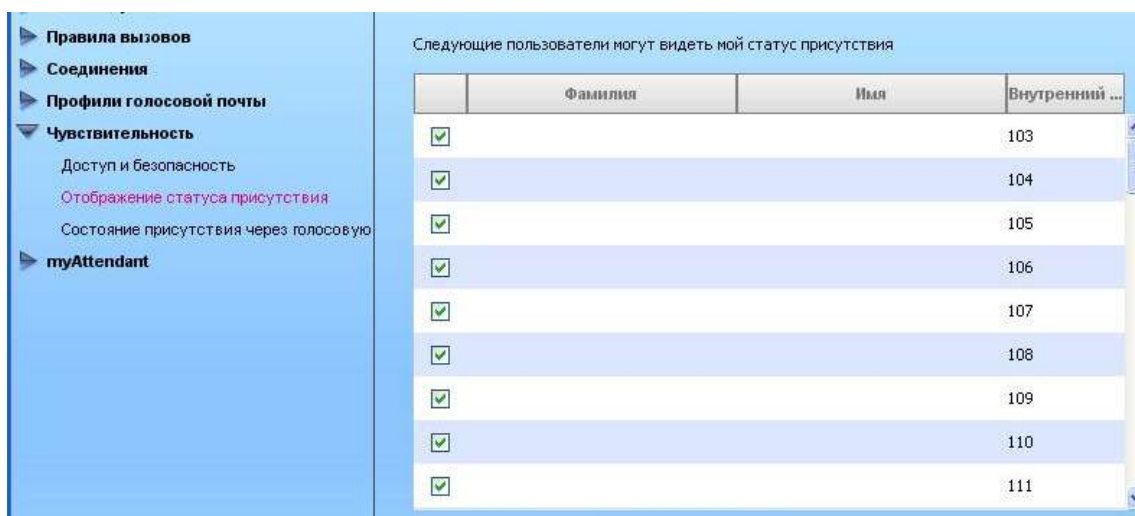 Правила вызовов
Соединения
Профили голосовой почты
Чувствительность
Доступ и безопасность
Отображение статуса присутствия
Состояние присутствия через голосовую
myAttendant
Следующие пользователи могут видеть мой статус присутствия
Фамилия Имя Внутренний ...
103
104
105
106
107
108
109
110
111